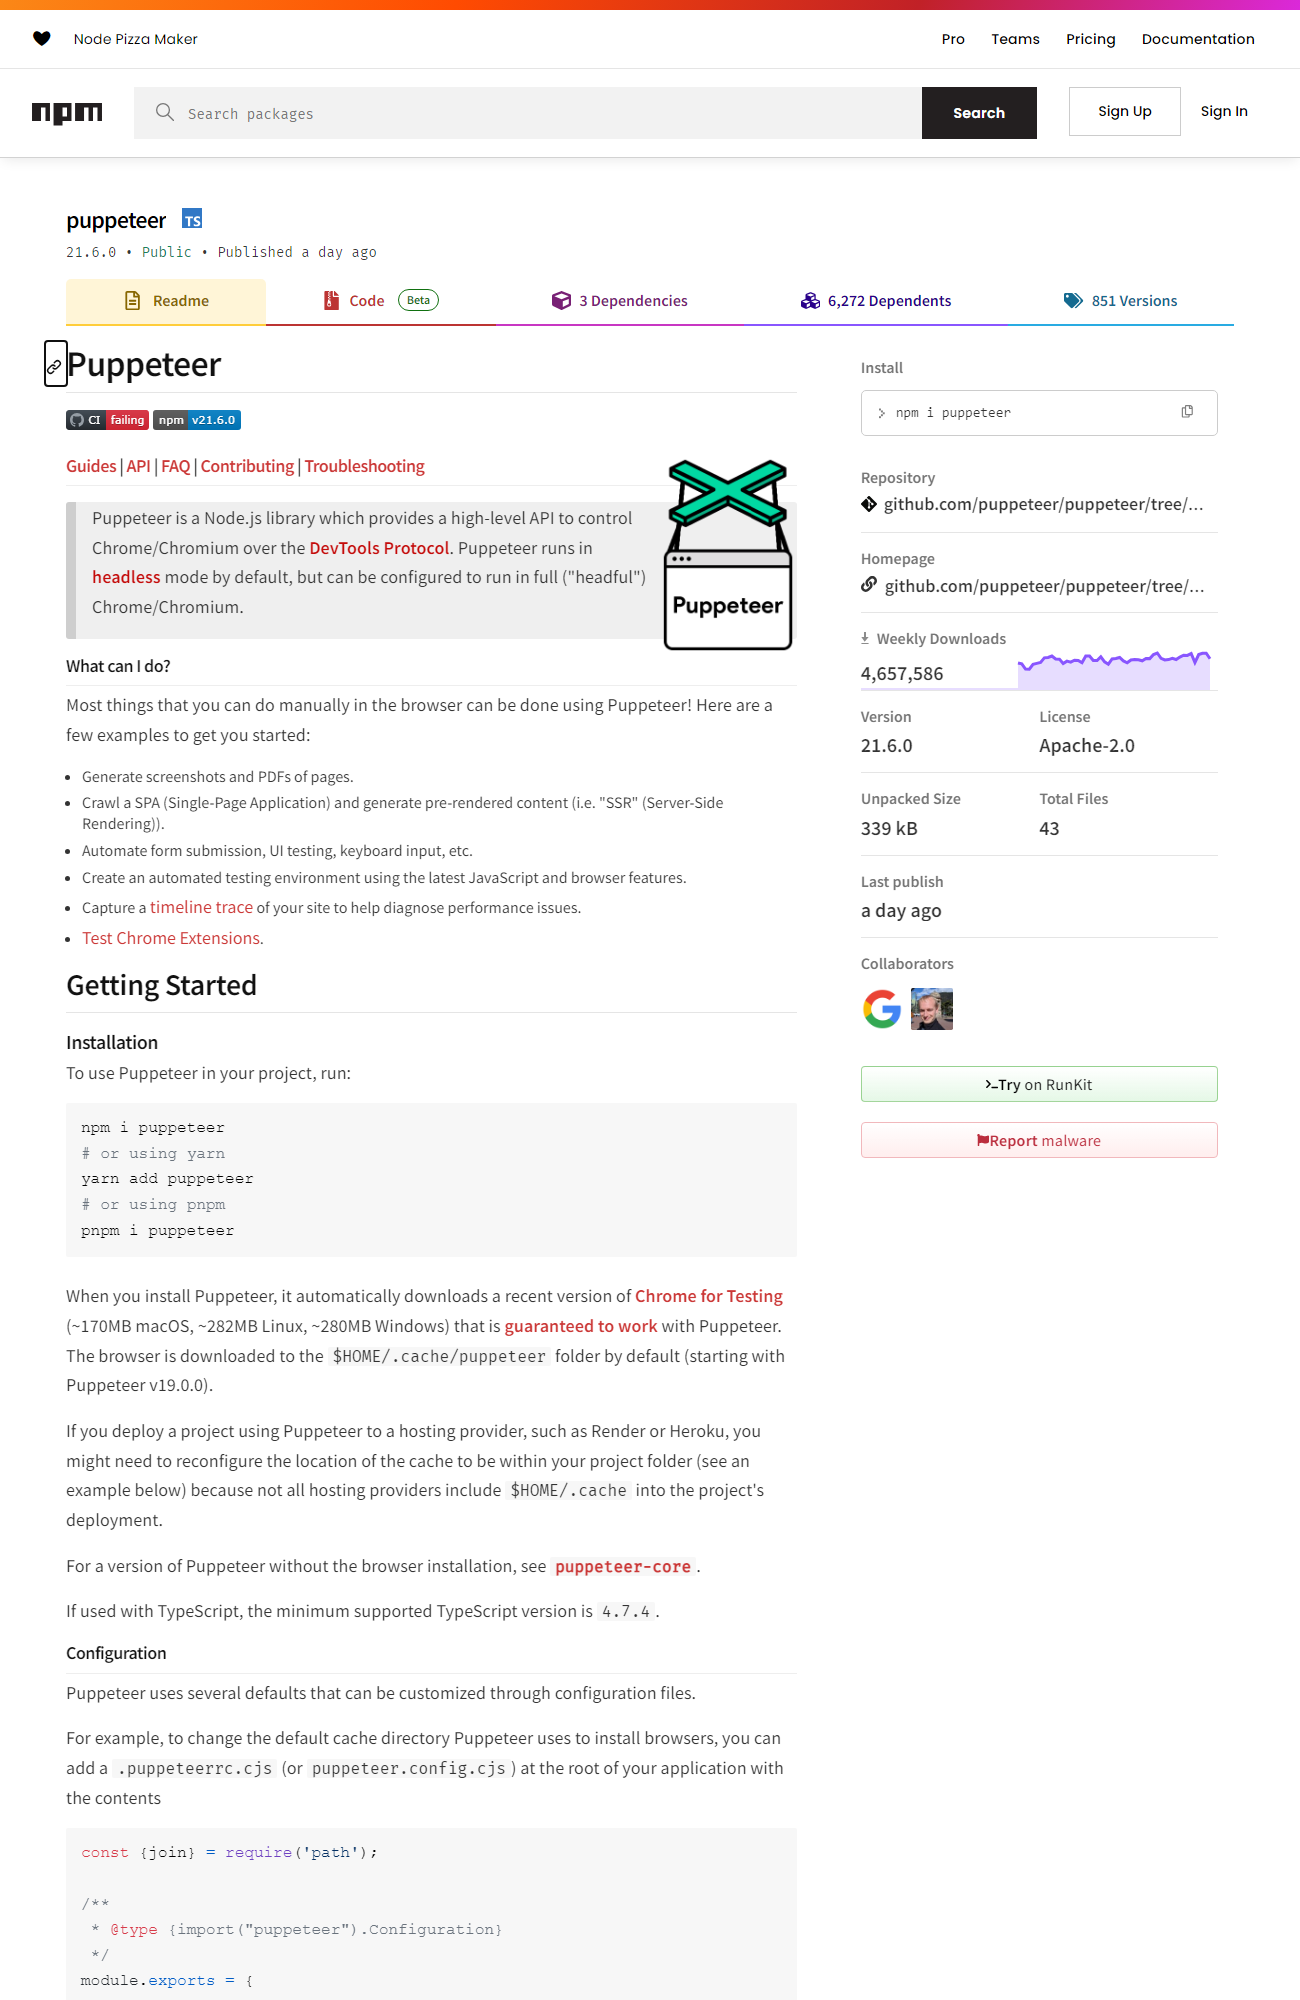 Node Pizza Maker
Pro Teams Pricing Documentation
npm
Search packages
Search
Sign Up
Sign In
puppeteer TS
21.6.0 • Public • Published a day ago
Readme
Code Beta
3 Dependencies
6,272 Dependents
851 Versions
Puppeteer
CI failing npm v21.6.0
Guides | API | FAQ | Contributing | Troubleshooting
Puppeteer
Puppeteer is a Node.js library which provides a high-level API to control
Chrome/Chromium over the DevTools Protocol. Puppeteer runs in
headless mode by default, but can be configured to run in full ("headful")
Chrome/Chromium.
What can I do?
Most things that you can do manually in the browser can be done using Puppeteer! Here are a
few examples to get you started:
• Generate screenshots and PDFs of pages.
• Crawl a SPA (Single-Page Application) and generate pre-rendered content (i.e. "SSR" (Server-Side
Rendering)).
• Automate form submission, UI testing, keyboard input, etc.
• Create an automated testing environment using the latest JavaScript and browser features.
• Capture a timeline trace of your site to help diagnose performance issues.
• Test Chrome Extensions.
Getting Started
Installation
To use Puppeteer in your project, run:
npm i puppeteer
# or using yarn
yarn add puppeteer
# or using pnpm
pnpm i puppeteer
When you install Puppeteer, it automatically downloads a recent version of Chrome for Testing
(~170MB macOS, ~282MB Linux, ~280MB Windows) that is guaranteed to work with Puppeteer.
The browser is downloaded to the $HOME/.cache/puppeteer folder by default (starting with
Puppeteer v19.0.0).
If you deploy a project using Puppeteer to a hosting provider, such as Render or Heroku, you
might need to reconfigure the location of the cache to be within your project folder (see an
example below) because not all hosting providers include $HOME/.cache into the project's
deployment.
For a version of Puppeteer without the browser installation, see puppeteer-core.
If used with TypeScript, the minimum supported TypeScript version is 4.7.4.
Configuration
Puppeteer uses several defaults that can be customized through configuration files.
For example, to change the default cache directory Puppeteer uses to install browsers, you can
add a .puppeteerrc.cjs (or puppeteer.config.cjs) at the root of your application with
the contents
const {join} = require('path');
/**
* @type {import("puppeteer").Configuration}
*/
module.exports = {
Install
npm i puppeteer
Repository
github.com/puppeteer/puppeteer/tree/...
Homepage
github.com/puppeteer/puppeteer/tree/...
Weekly Downloads
4,657,586
Version License
21.6.0 Apache-2.0
Unpacked Size Total Files
339 kB 43
Last publish
a day ago
Collaborators
G
Try on RunKit
Report malware